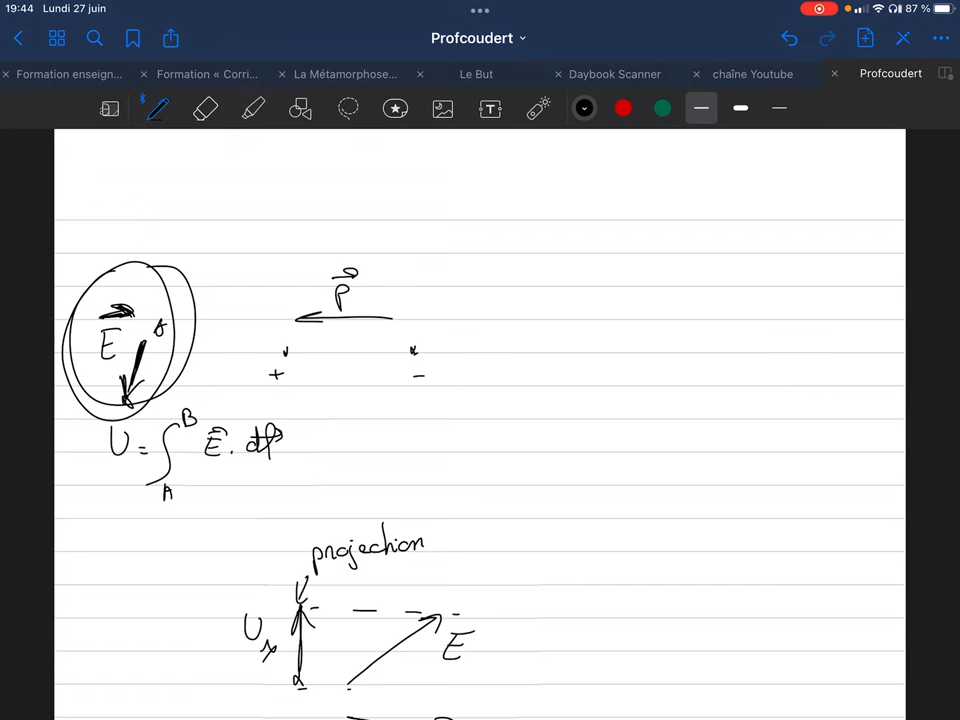 19:44 Lundi 27 juin
87 %
Profcoudert
Formation enseign...
Formation « Corri...
La Métamorphose...
Le But
Daybook Scanner
chaîne Youtube
Profcoudert
P
E
+ −
B
U = ∫ E . dl
A
projection
U
E